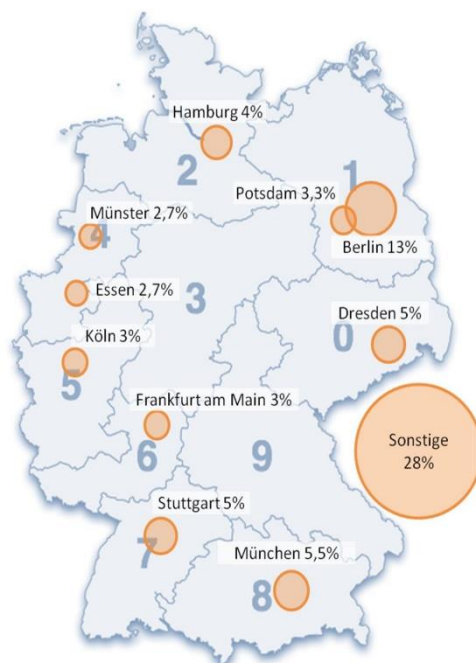 Hamburg 4%
2
1
Potsdam 3,3%
Berlin 13%
Münster 2,7%
4
Essen 2,7%
3
Dresden 5%
0
Köln 3%
5
Frankfurt am Main 3%
6
9
Sonstige
28%
Stuttgart 5%
7
München 5,5%
8